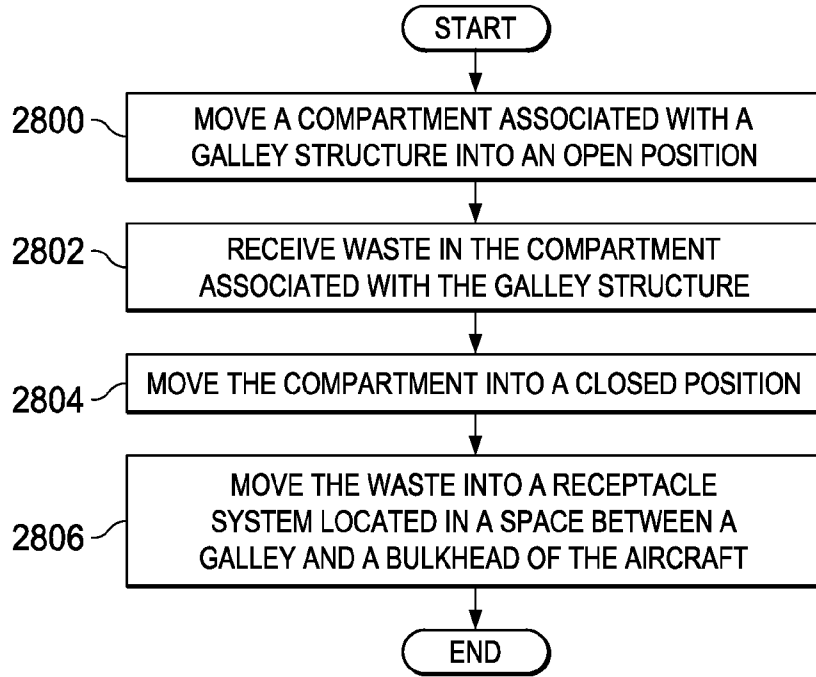 START
2800
MOVE A COMPARTMENT ASSOCIATED WITH A
GALLEY STRUCTURE INTO AN OPEN POSITION
2802
RECEIVE WASTE IN THE COMPARTMENT
ASSOCIATED WITH THE GALLEY STRUCTURE
2804
MOVE THE COMPARTMENT INTO A CLOSED POSITION
2806
MOVE THE WASTE INTO A RECEPTACLE
SYSTEM LOCATED IN A SPACE BETWEEN A
GALLEY AND A BULKHEAD OF THE AIRCRAFT
END